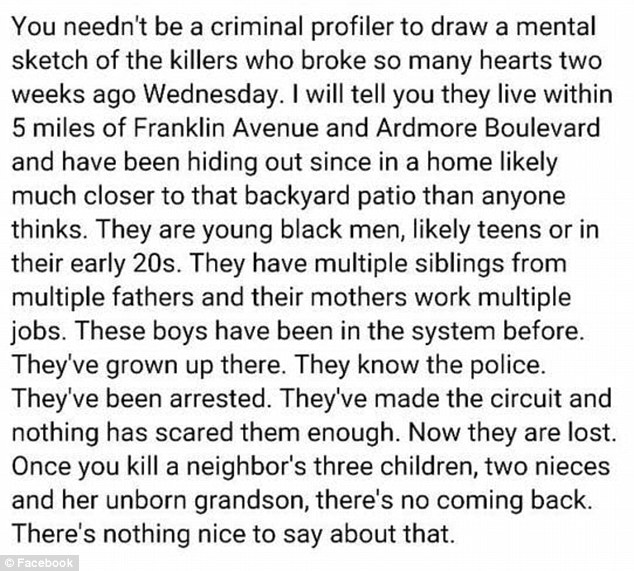 You needn't be a criminal profiler to draw a mental
sketch of the killers who broke so many hearts two
weeks ago Wednesday. I will tell you they live within
5 miles of Franklin Avenue and Ardmore Boulevard
and have been hiding out since in a home likely
much closer to that backyard patio than anyone
thinks. They are young black men, likely teens or in
their early 20s. They have multiple siblings from
multiple fathers and their mothers work multiple
jobs. These boys have been in the system before.
They've grown up there. They know the police.
They've been arrested. They've made the circuit and
nothing has scared them enough. Now they are lost.
Once you kill a neighbor's three children, two nieces
and her unborn grandson, there's no coming back.
There's nothing nice to say about that.
© Facebook